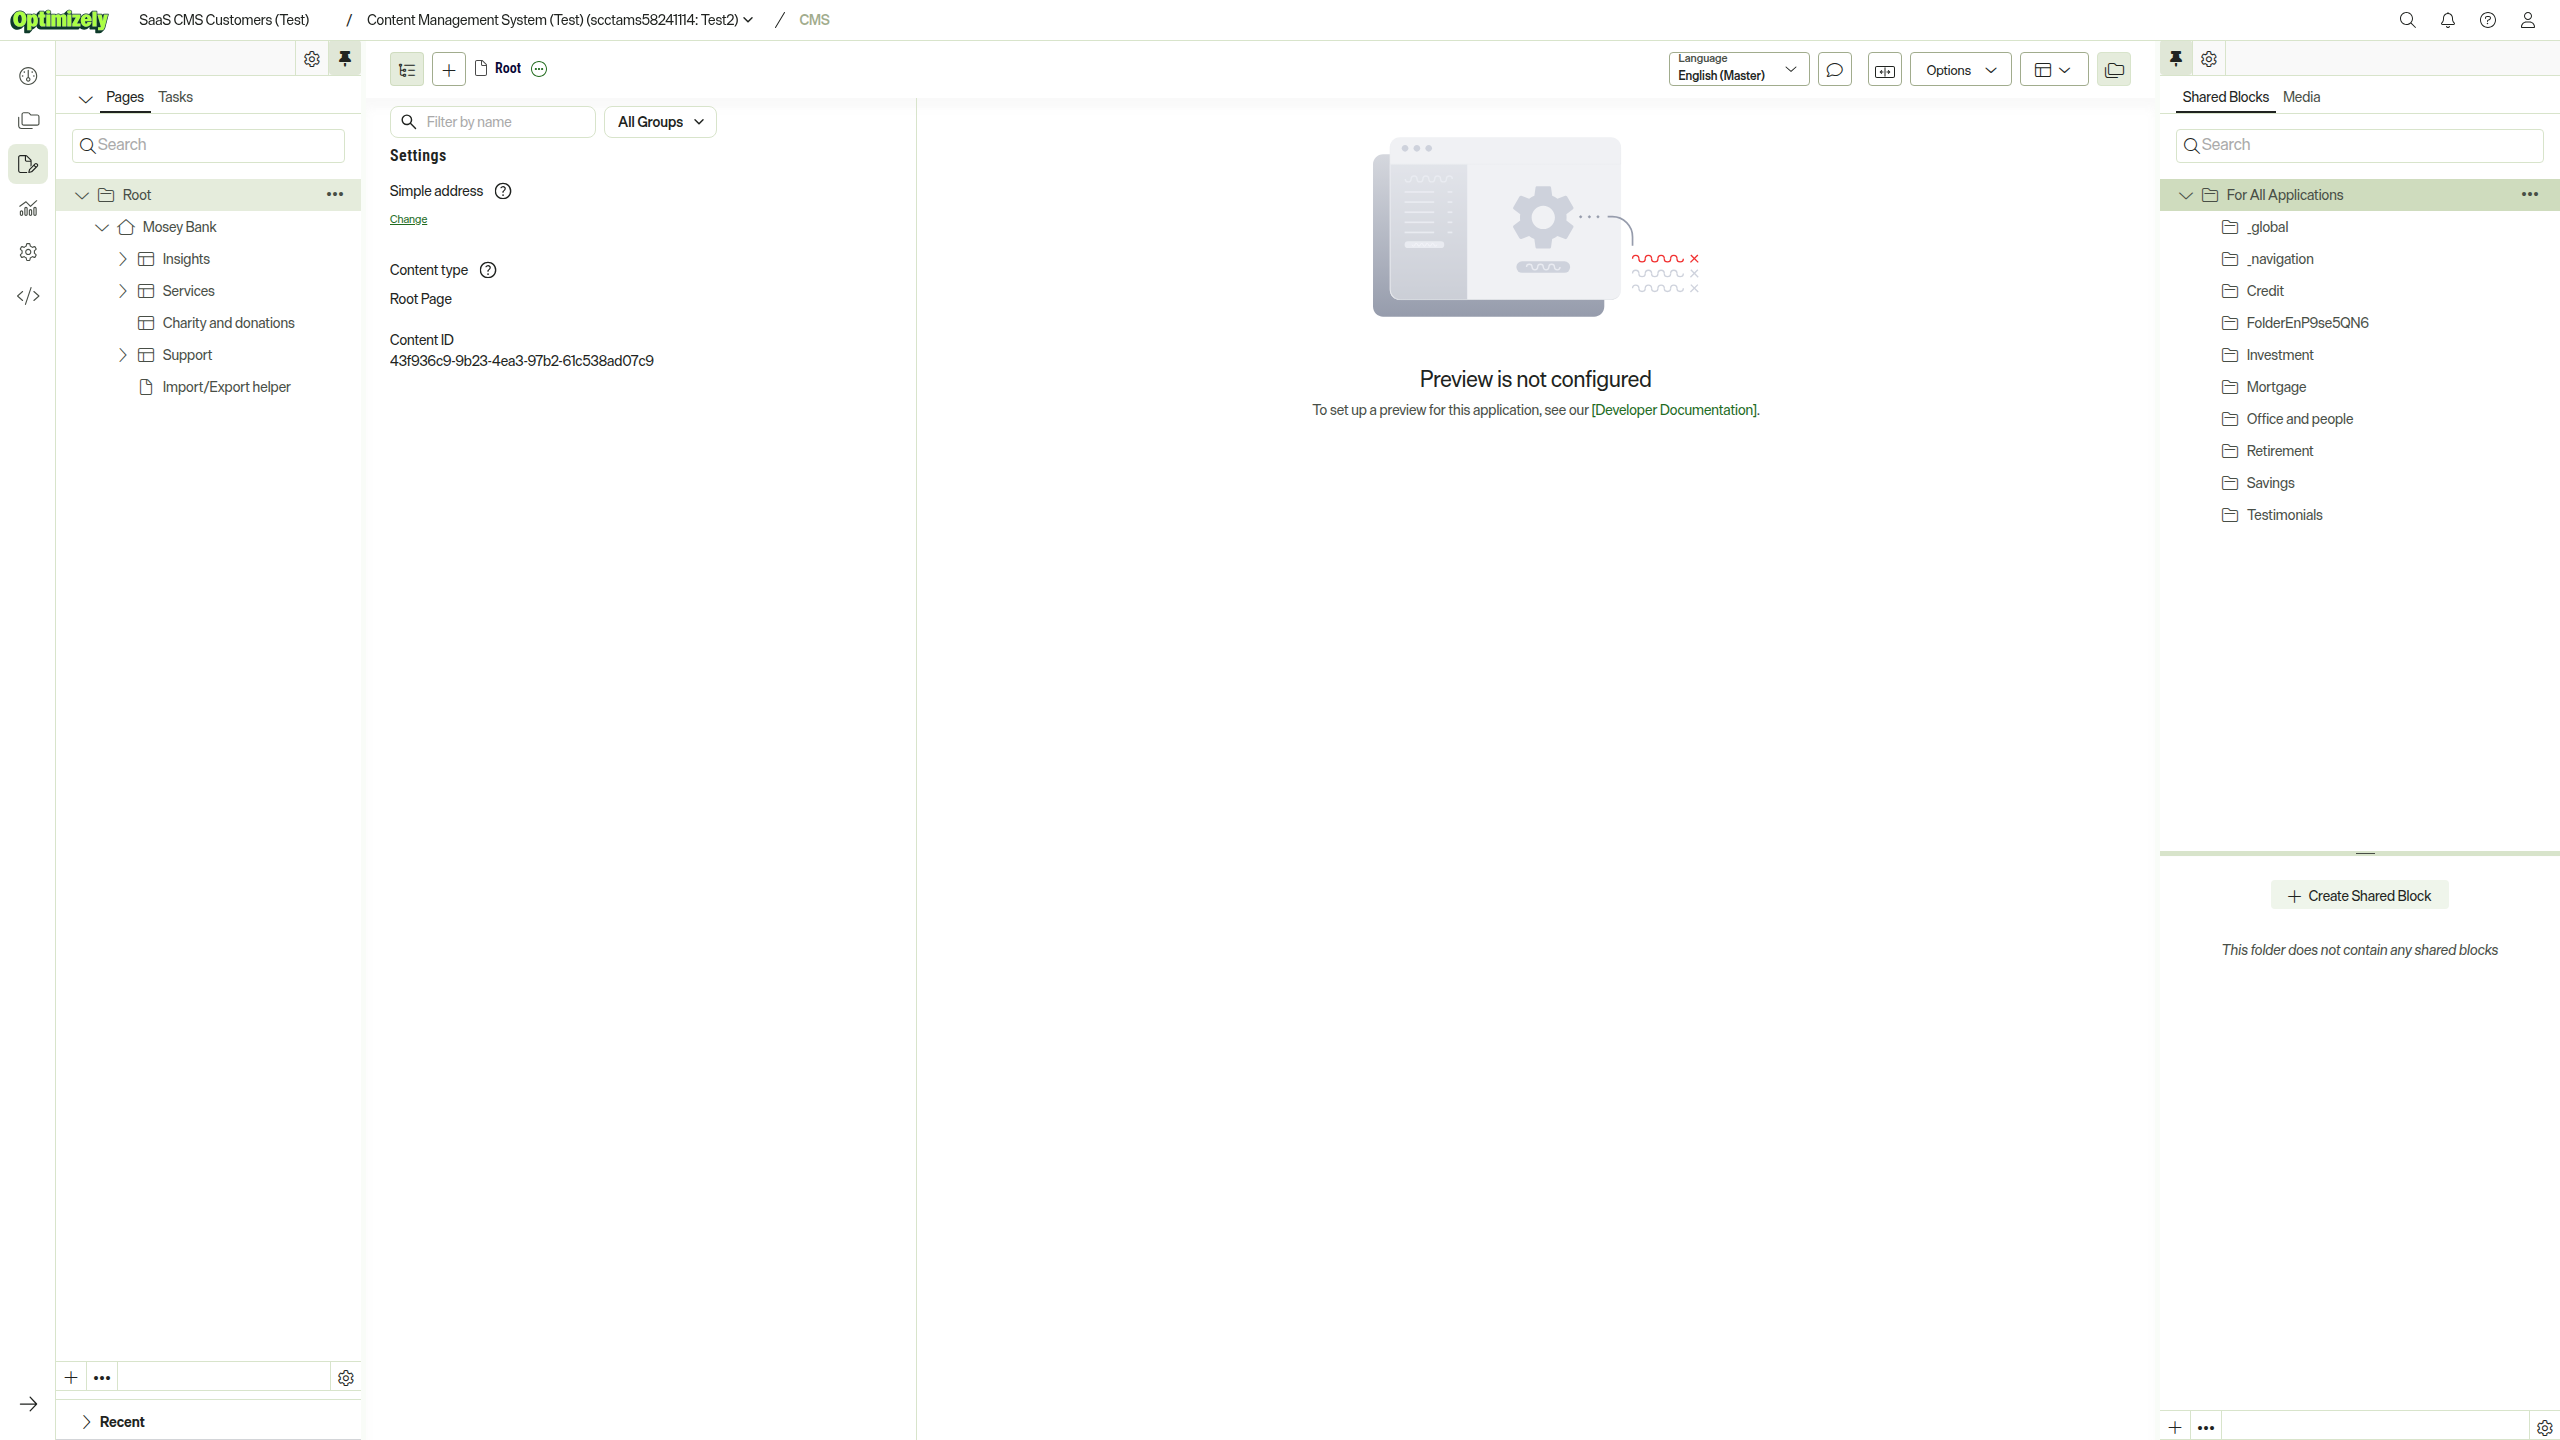 Optimizely
SaaS CMS Customers (Test) / Content Management System (Test) (scctams58241114: Test2) / CMS
Pages Tasks
Search
Root
Mosey Bank
Insights
Services
Charity and donations
Support
Import/Export helper
Recent
Root
Language
English (Master)
Options
Filter by name
All Groups
Settings
Simple address
Change
Content type
Root Page
Content ID
43f936c9-9b23-4ea3-97b2-61c538ad07c9
Preview is not configured
To set up a preview for this application, see our [Developer Documentation].
Shared Blocks Media
Search
For All Applications
_global
_navigation
Credit
FolderEnP9se5QN6
Investment
Mortgage
Office and people
Retirement
Savings
Testimonials
Create Shared Block
This folder does not contain any shared blocks